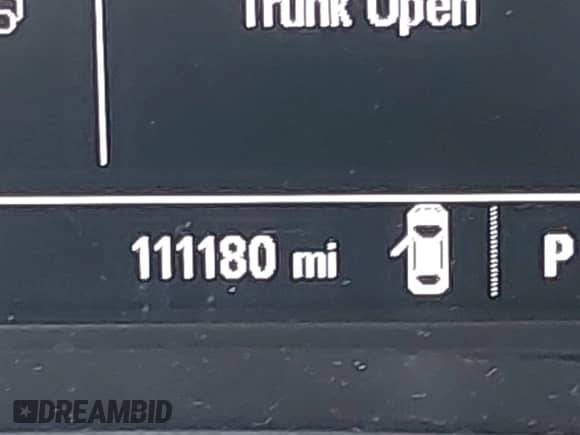 Trunk Open
111180 mi
P
DREAMBID